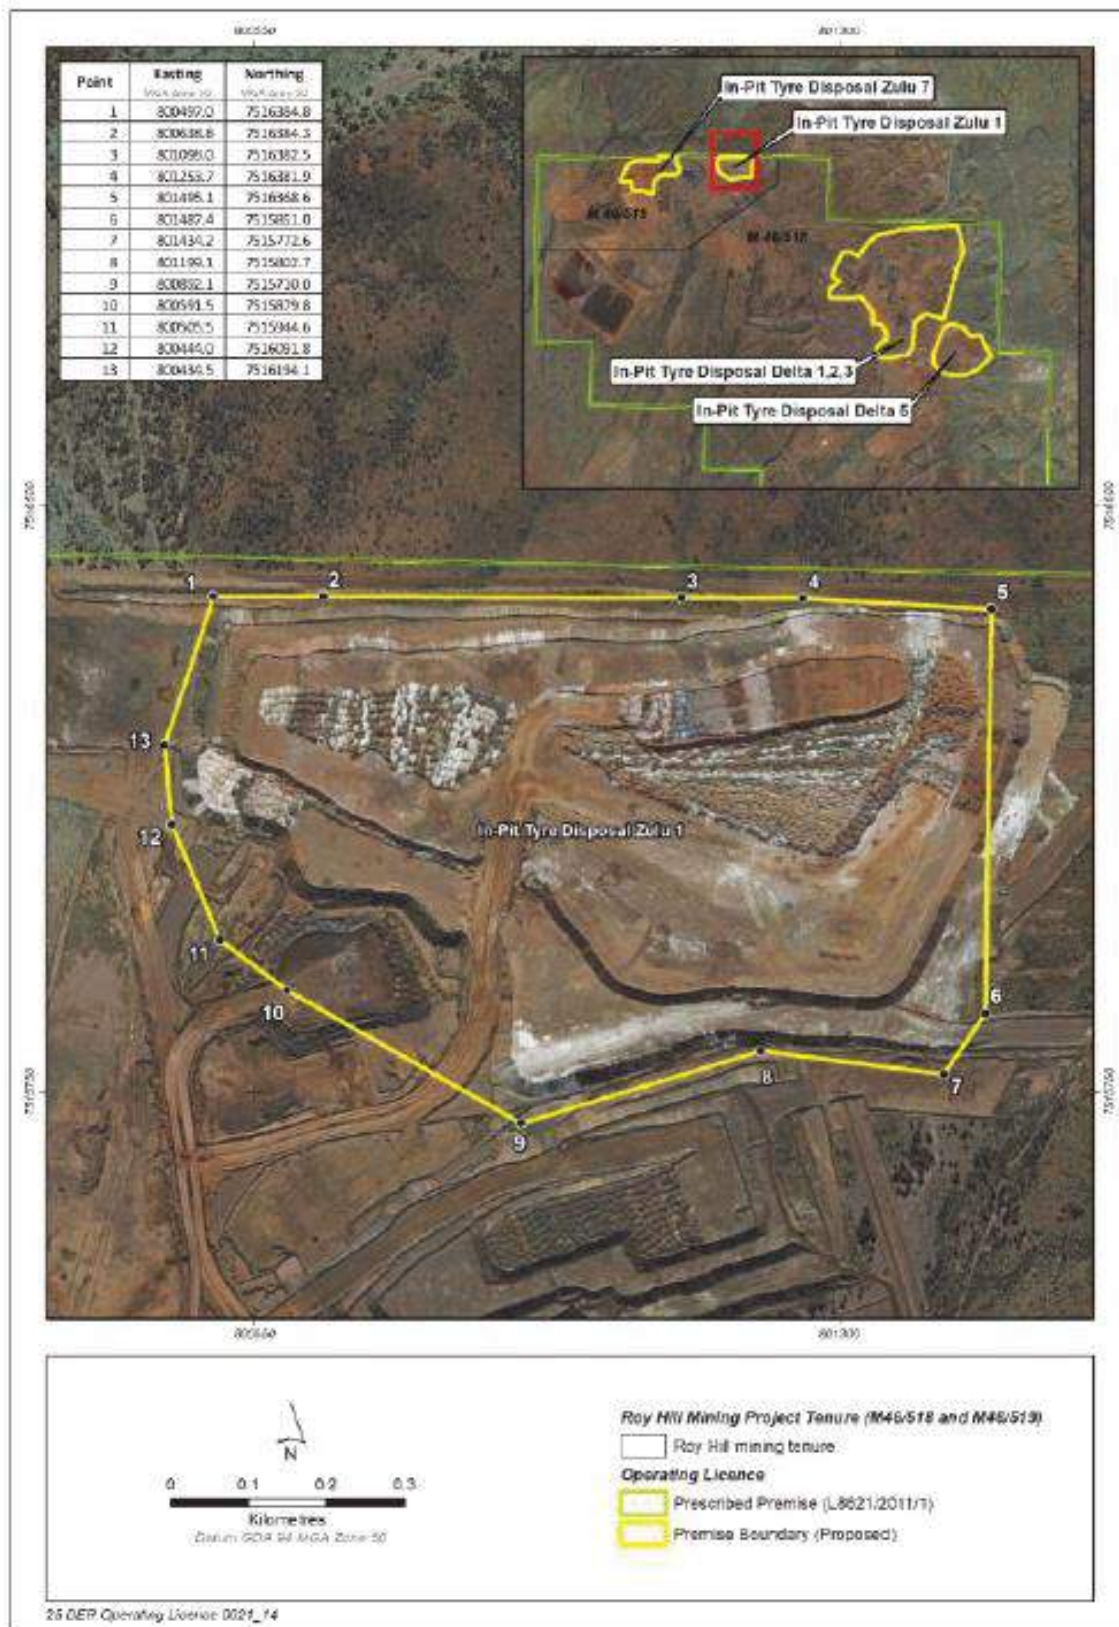 801300
Point Easting Northing
1 800497.0 7516384.8
2 800638.8 7516384.3
3 801098.0 7516382.5
4 801253.7 7516381.9
5 801495.1 7516368.6
6 801487.4 7515851.0
7 801434.2 7515772.6
8 801199.1 7515802.7
9 800892.1 7515710.0
10 800591.5 7515879.8
11 800505.5 7515944.6
12 800444.0 7516091.8
13 800434.5 7516194.1
In-Pit Tyre Disposal Zulu 7
In-Pit Tyre Disposal Zulu 1
M 46/518
In-Pit Tyre Disposal Delta 1,2,3
In-Pit Tyre Disposal Delta 5
1
2
3
4
5
13
12
In-Pit Tyre Disposal Zulu 1
11
10
6
7
8
9
801300
N
0 0.1 0.2 0.3
Kilometres
Datum GDA 94 MGA Zone 50
Roy Hill Mining Project Tenure (M46/518 and M46/519)
Roy Hill mining tenure
Operating Licence
Prescribed Premise (L8621/2011/1)
Premise Boundary (Proposed)
25 DER Operating Licence 0021_14